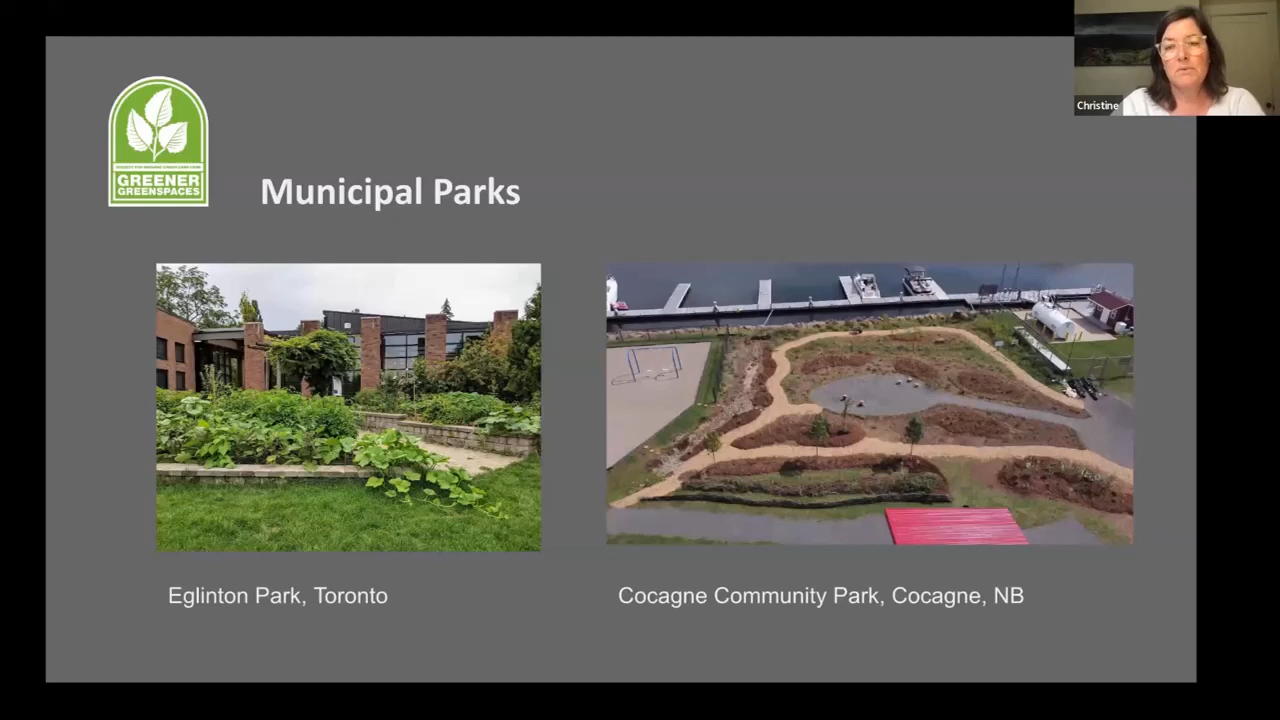 Christine
GREENER
GREENSPACES
Municipal Parks
Eglinton Park, Toronto
Cocagne Community Park, Cocagne, NB